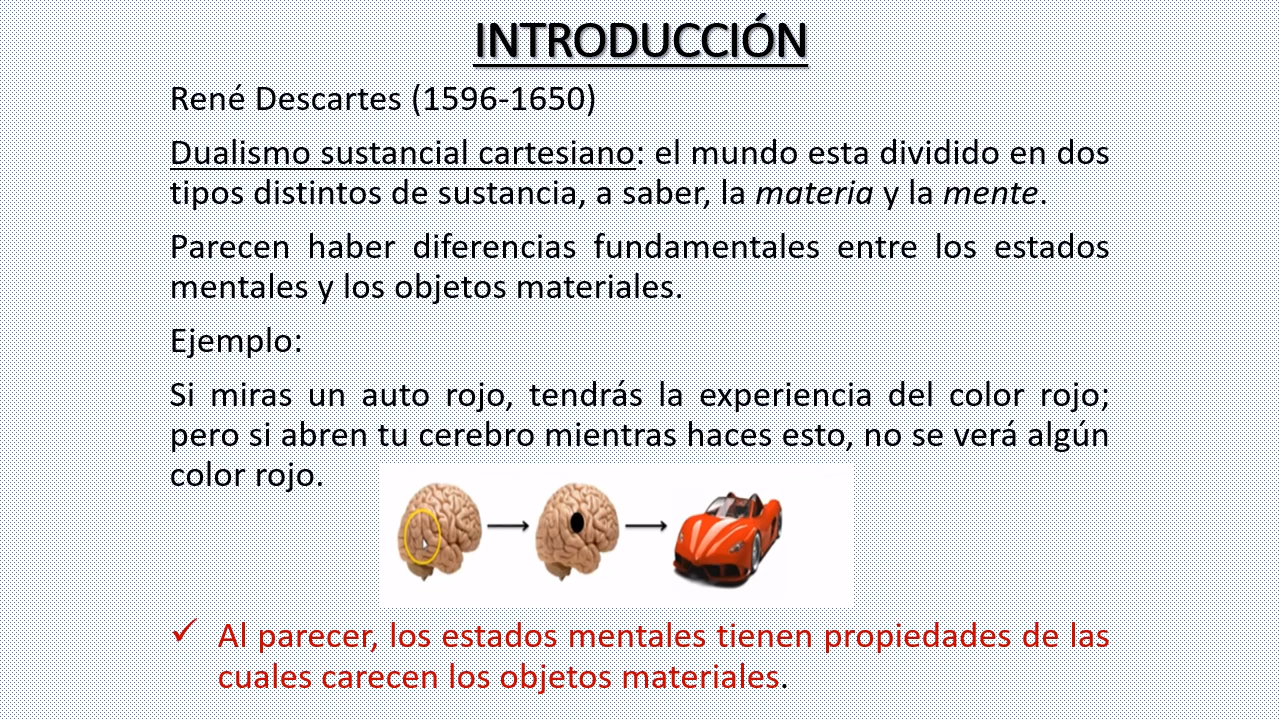 INTRODUCCIÓN
René Descartes (1596-1650)
Dualismo sustancial cartesiano: el mundo esta dividido en dos
tipos distintos de sustancia, a saber, la materia y la mente.
Parecen haber diferencias fundamentales entre los estados
mentales y los objetos materiales.
Ejemplo:
Si miras un auto rojo, tendrás la experiencia del color rojo;
pero si abren tu cerebro mientras haces esto, no se verá algún
color rojo.
✓ Al parecer, los estados mentales tienen propiedades de las
cuales carecen los objetos materiales.